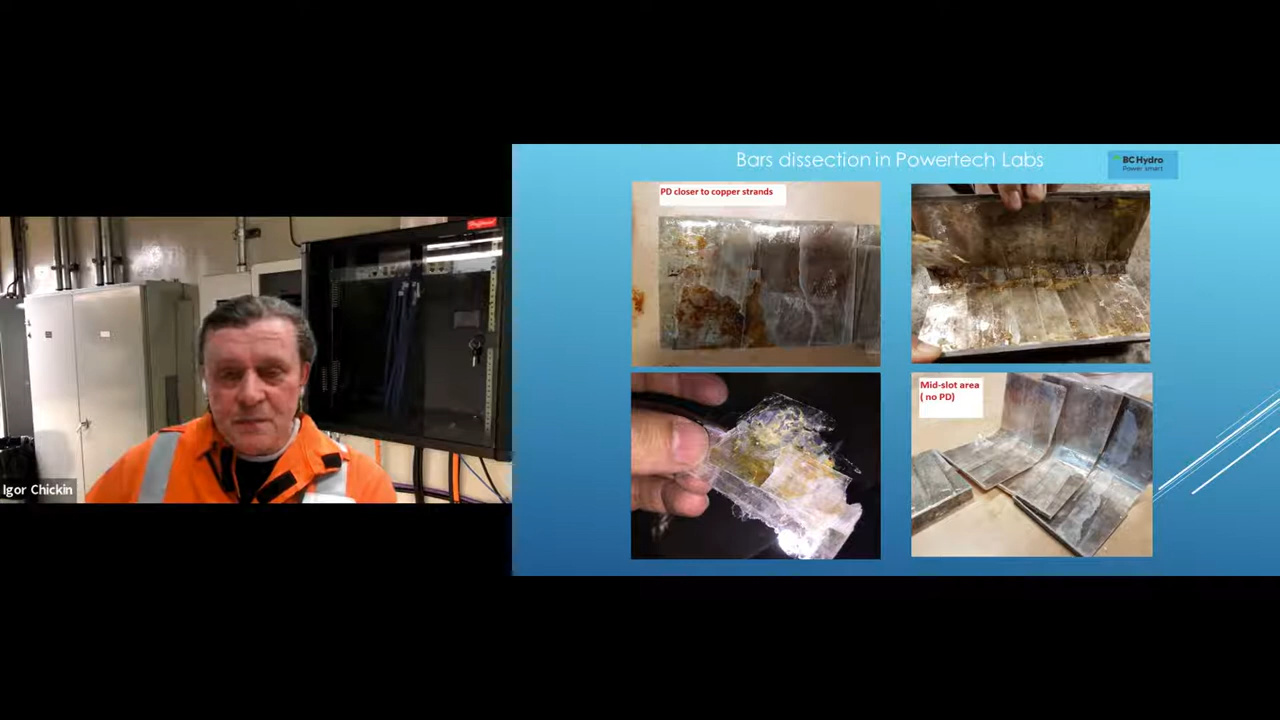 Bars dissection in Powertech Labs
BC Hydro
Power smart
PD closer to copper strands
Mid-slot area
( no PD)
Igor Chickin